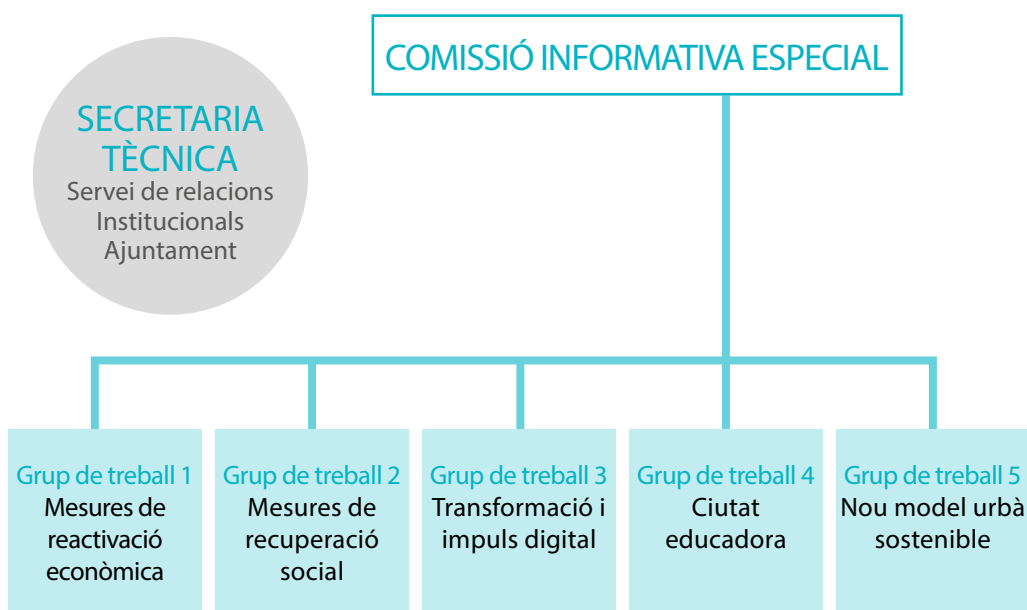 COMISSIÓ INFORMATIVA ESPECIAL
SECRETARIA
TÈCNICA
Servei de relacions
Institucionals
Ajuntament
Grup de treball 1
Mesures de
reactivació
econòmica
Grup de treball 2
Mesures de
recuperació
social
Grup de treball 3
Transformació i
impuls digital
Grup de treball 4
Ciutat
educadora
Grup de treball 5
Nou model urbà
sostenible